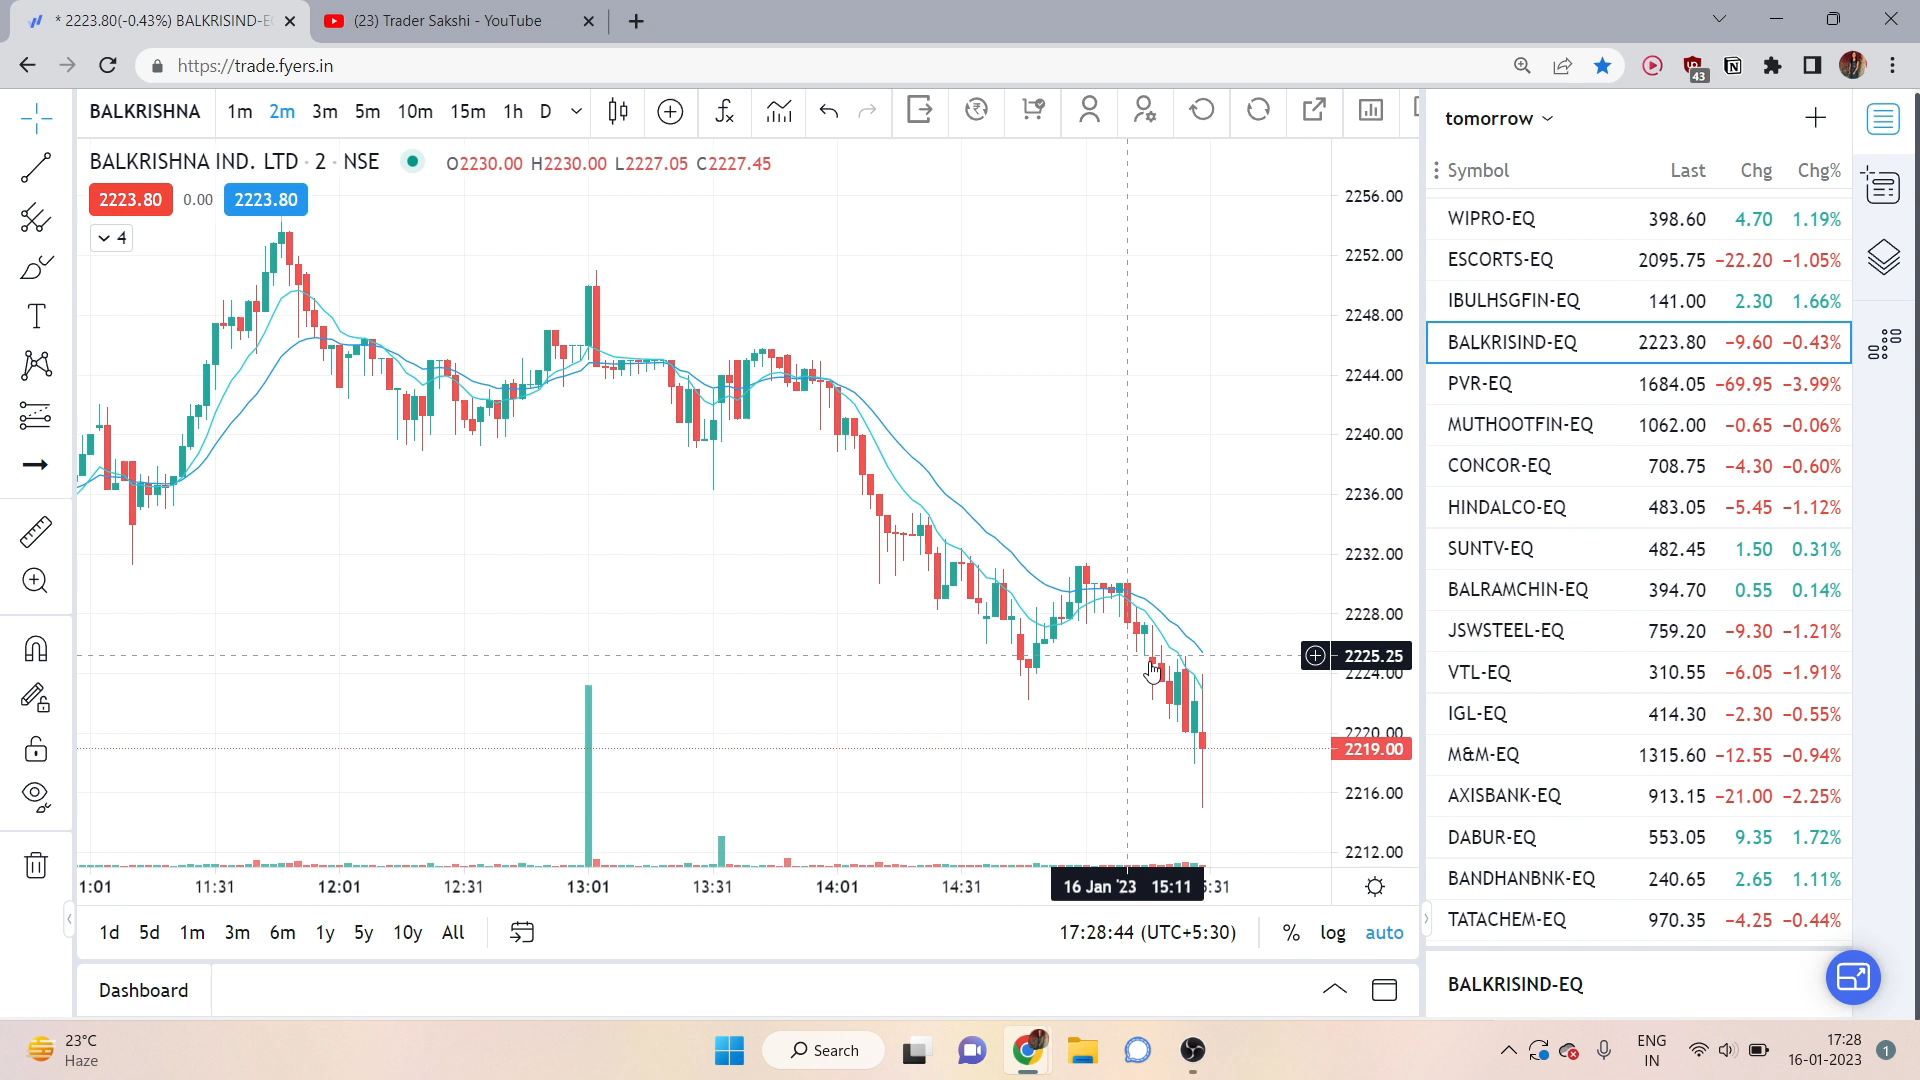 * 2223.80(-0.43%) BALKRISIND-E
(23) Trader Sakshi - YouTube
https://trade.fyers.in
43
BALKRISHNA 1m 2m 3m 5m 10m 15m 1h D
BALKRISHNA IND. LTD · 2 · NSE O2230.00 H2230.00 L2227.05 C2227.45
2223.80 0.00 2223.80
4
2256.00
2252.00
2248.00
2244.00
2240.00
2236.00
2232.00
2228.00
2225.25
2224.00
2220.00
2219.00
2216.00
2212.00
1:01 11:31 12:01 12:31 13:01 13:31 14:01 14:31 16 Jan '23 15:11 5:31
1d 5d 1m 3m 6m 1y 5y 10y All 17:28:44 (UTC+5:30) % log auto
Dashboard
tomorrow
Symbol Last Chg Chg%
WIPRO-EQ 398.60 4.70 1.19%
ESCORTS-EQ 2095.75 -22.20 -1.05%
IBULHSGFIN-EQ 141.00 2.30 1.66%
BALKRISIND-EQ 2223.80 -9.60 -0.43%
PVR-EQ 1684.05 -69.95 -3.99%
MUTHOOTFIN-EQ 1062.00 -0.65 -0.06%
CONCOR-EQ 708.75 -4.30 -0.60%
HINDALCO-EQ 483.05 -5.45 -1.12%
SUNTV-EQ 482.45 1.50 0.31%
BALRAMCHIN-EQ 394.70 0.55 0.14%
JSWSTEEL-EQ 759.20 -9.30 -1.21%
VTL-EQ 310.55 -6.05 -1.91%
IGL-EQ 414.30 -2.30 -0.55%
M&M-EQ 1315.60 -12.55 -0.94%
AXISBANK-EQ 913.15 -21.00 -2.25%
DABUR-EQ 553.05 9.35 1.72%
BANDHANBNK-EQ 240.65 2.65 1.11%
TATACHEM-EQ 970.35 -4.25 -0.44%
BALKRISIND-EQ
23°C
Haze
Search
ENG
IN
17:28
16-01-2023
1